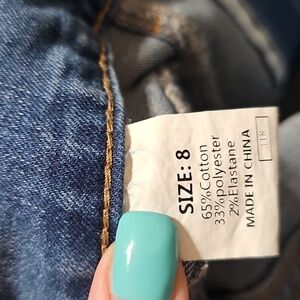 SIZE: 8
65%Cotton
33%polyester
2%Elastane
MADE IN CHINA